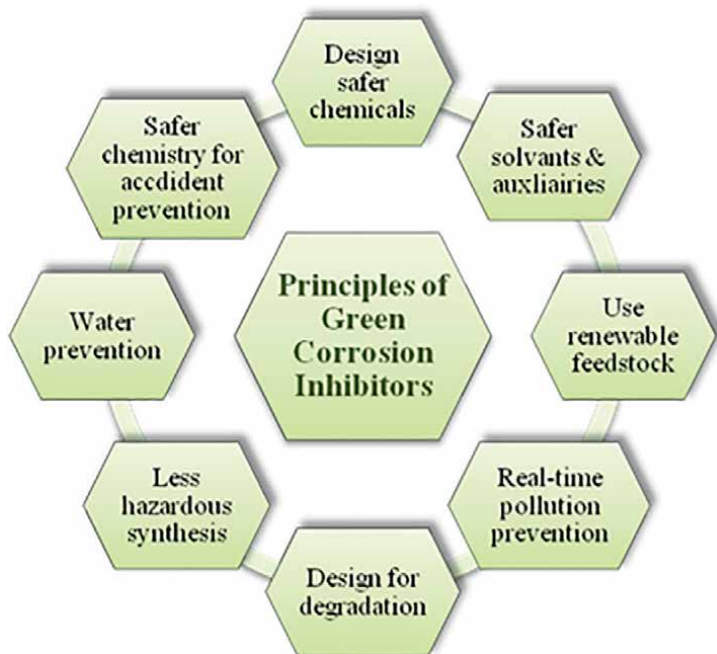 Design
safer
chemicals
Safer
solvants &
auxliairies
Use
renewable
feedstock
Real-time
pollution
prevention
Design for
degradation
Less
hazardous
synthesis
Water
prevention
Safer
chemistry for
accdident
prevention
Principles of
Green
Corrosion
Inhibitors